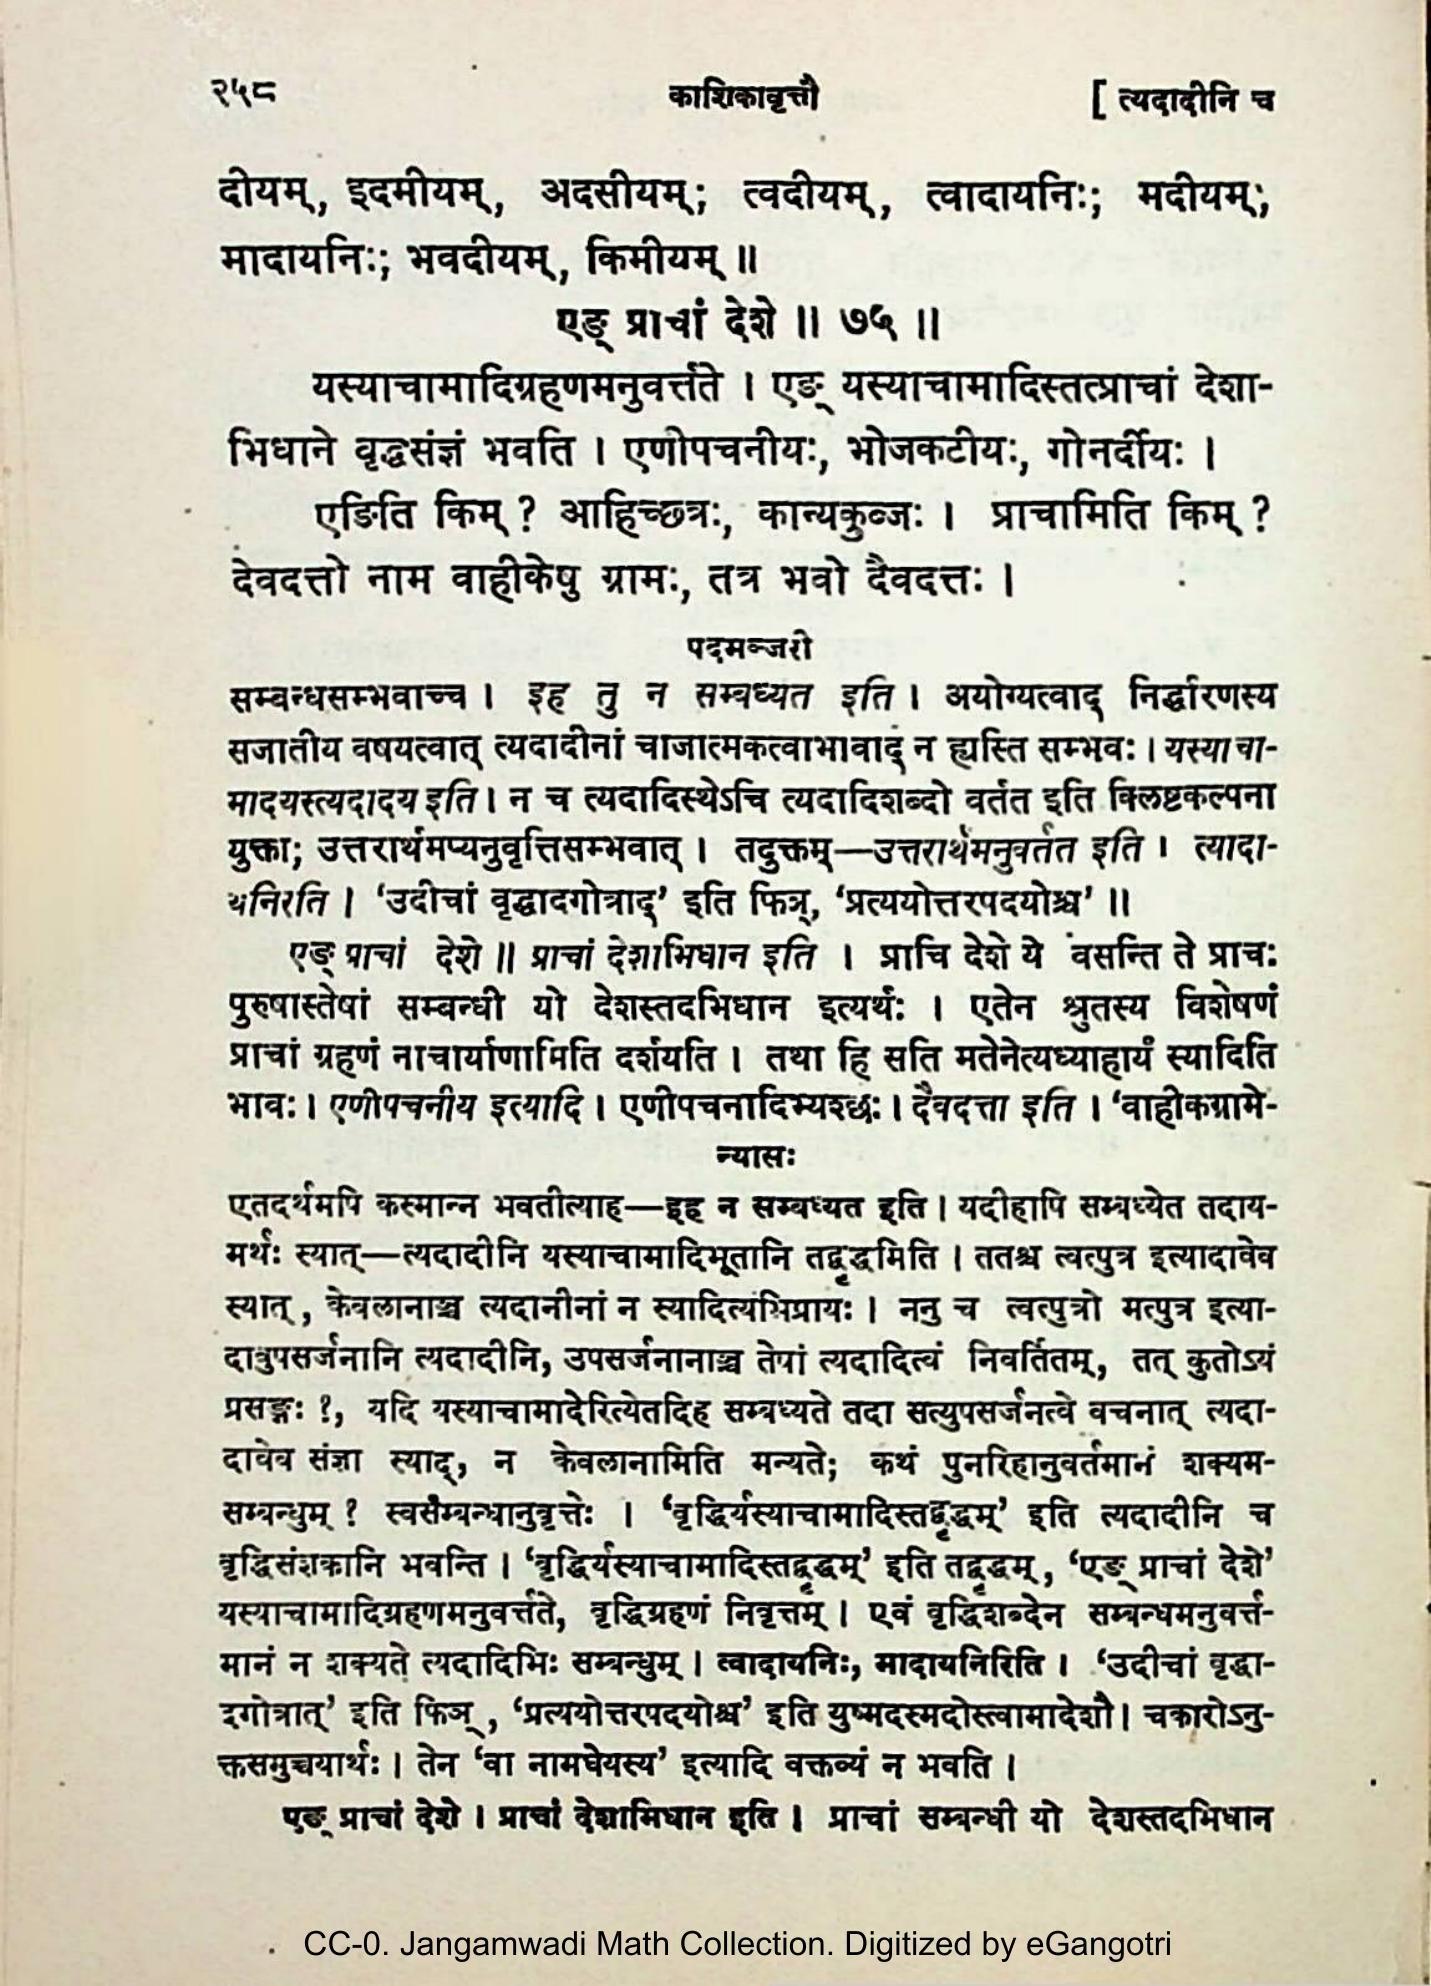 २५८ काशिकावृत्तौ [ त्यदादीनि च
दीयम्, इदमीयम्, अदसीयम्; त्वदीयम्, त्वादायनिः; मदीयम्;
मादायनिः; भवदीयम्, किमीयम् ॥
एङ् प्राचां देशे ॥ ७५ ॥
यस्याचामादिग्रहणमनुवर्त्तते । एङ् यस्याचामादिस्तत्प्राचां देशा-
भिधाने वृद्धसंज्ञं भवति । एणीपचनीयः, भोजकटीयः, गोनर्दीयः ।
एङिति किम् ? आहिच्छत्रः, कान्यकुब्जः । प्राचामिति किम् ?
देवदत्तो नाम वाहीकेषु ग्रामः, तत्र भवो दैवदत्तः ।
पदमञ्जरी
सम्बन्धसम्भवाच्च । इह तु न सम्बध्यत इति । अयोग्यत्वाद् निर्द्धारणस्य
सजातीय वषयत्वात् त्यदादीनां चाजात्मकत्वाभावाद् न ह्यस्ति सम्भवः । यस्याचा-
मादयस्त्यदादय इति । न च त्यदादिस्थेऽचि त्यदादिशब्दो वर्तत इति क्लिष्टकल्पना
युक्ता; उत्तरार्थमप्यनुवृत्तिसम्भवात् । तदुक्तम्—उत्तरार्थमनुवर्तत इति । त्यादा-
यनिरति । ‘उदीचां वृद्धादगोत्राद्’ इति फिञ्, ‘प्रत्ययोत्तरपदयोश्च’ ॥
एङ् प्राचां देशे ॥ प्राचां देशाभिधान इति । प्राचि देशे ये वसन्ति ते प्राचः
पुरुषास्तेषां सम्बन्धी यो देशस्तदभिधान इत्यर्थः । एतेन श्रुतस्य विशेषणं
प्राचां ग्रहणं नाचार्याणामिति दर्शयति । तथा हि सति मतेनेत्यध्याहार्यं स्यादिति
भावः । एणीपचनीय इत्यादि । एणीपचनादिभ्यश्छः । दैवदत्ता इति । ‘वाहीकग्रामे-
न्यासः
एतदर्थमपि कस्मान्न भवतीत्याह—इह न सम्बध्यत इति । यदीहापि सम्बध्येत तदाय-
मर्थः स्यात्—त्यदादीनि यस्याचामादिभूतानि तद्वृद्धमिति । ततश्च त्वत्पुत्र इत्यादावेव
स्यात्, केवलानाञ्च त्यदानीनां न स्यादित्यभिप्रायः । ननु च त्वत्पुत्रो मत्पुत्र इत्या-
दावुपसर्जनानि त्यदादीनि, उपसर्जनानाञ्च तेषां त्यदादित्वं निवर्तितम्, तत् कुतोऽयं
प्रसङ्गः ?, यदि यस्याचामादेरित्येतदिह सम्बध्यते तदा सत्युपसर्जनत्वे वचनात् त्यदा-
दावेव संज्ञा स्याद्, न केवलानामिति मन्यते; कथं पुनरिहानुवर्तमानं शक्यम-
सम्बन्धुम् ? स्वसम्बन्धानुवृत्तेः । ‘वृद्धिर्यस्याचामादिस्तद्वृद्धम्’ इति त्यदादीनि च
वृद्धिसंज्ञकानि भवन्ति । ‘वृद्धिर्यस्याचामादिस्तद्वृद्धम्’ इति तद्वृद्धम्, ‘एङ् प्राचां देशे’
यस्याचामादिग्रहणमनुवर्त्तते, वृद्धिग्रहणं निवृत्तम् । एवं वृद्धिशब्देन सम्बन्धमनुवर्त्त-
मानं न शक्यते त्यदादिभिः सम्बन्धुम् । त्वादायनिः, मादायनिरिति । ‘उदीचां वृद्धा-
दगोत्रात्’ इति फिञ्, ‘प्रत्ययोत्तरपदयोश्च’ इति युष्मदस्मदोस्त्वामादेशौ। चकारोऽनु-
क्तसमुच्चयार्थः । तेन ‘वा नामधेयस्य’ इत्यादि वक्तव्यं न भवति ।
एङ् प्राचां देशे । प्राचां देशाभिधान इति । प्राचां सम्बन्धी यो देशस्तदभिधान
CC-0. Jangamwadi Math Collection. Digitized by eGangotri